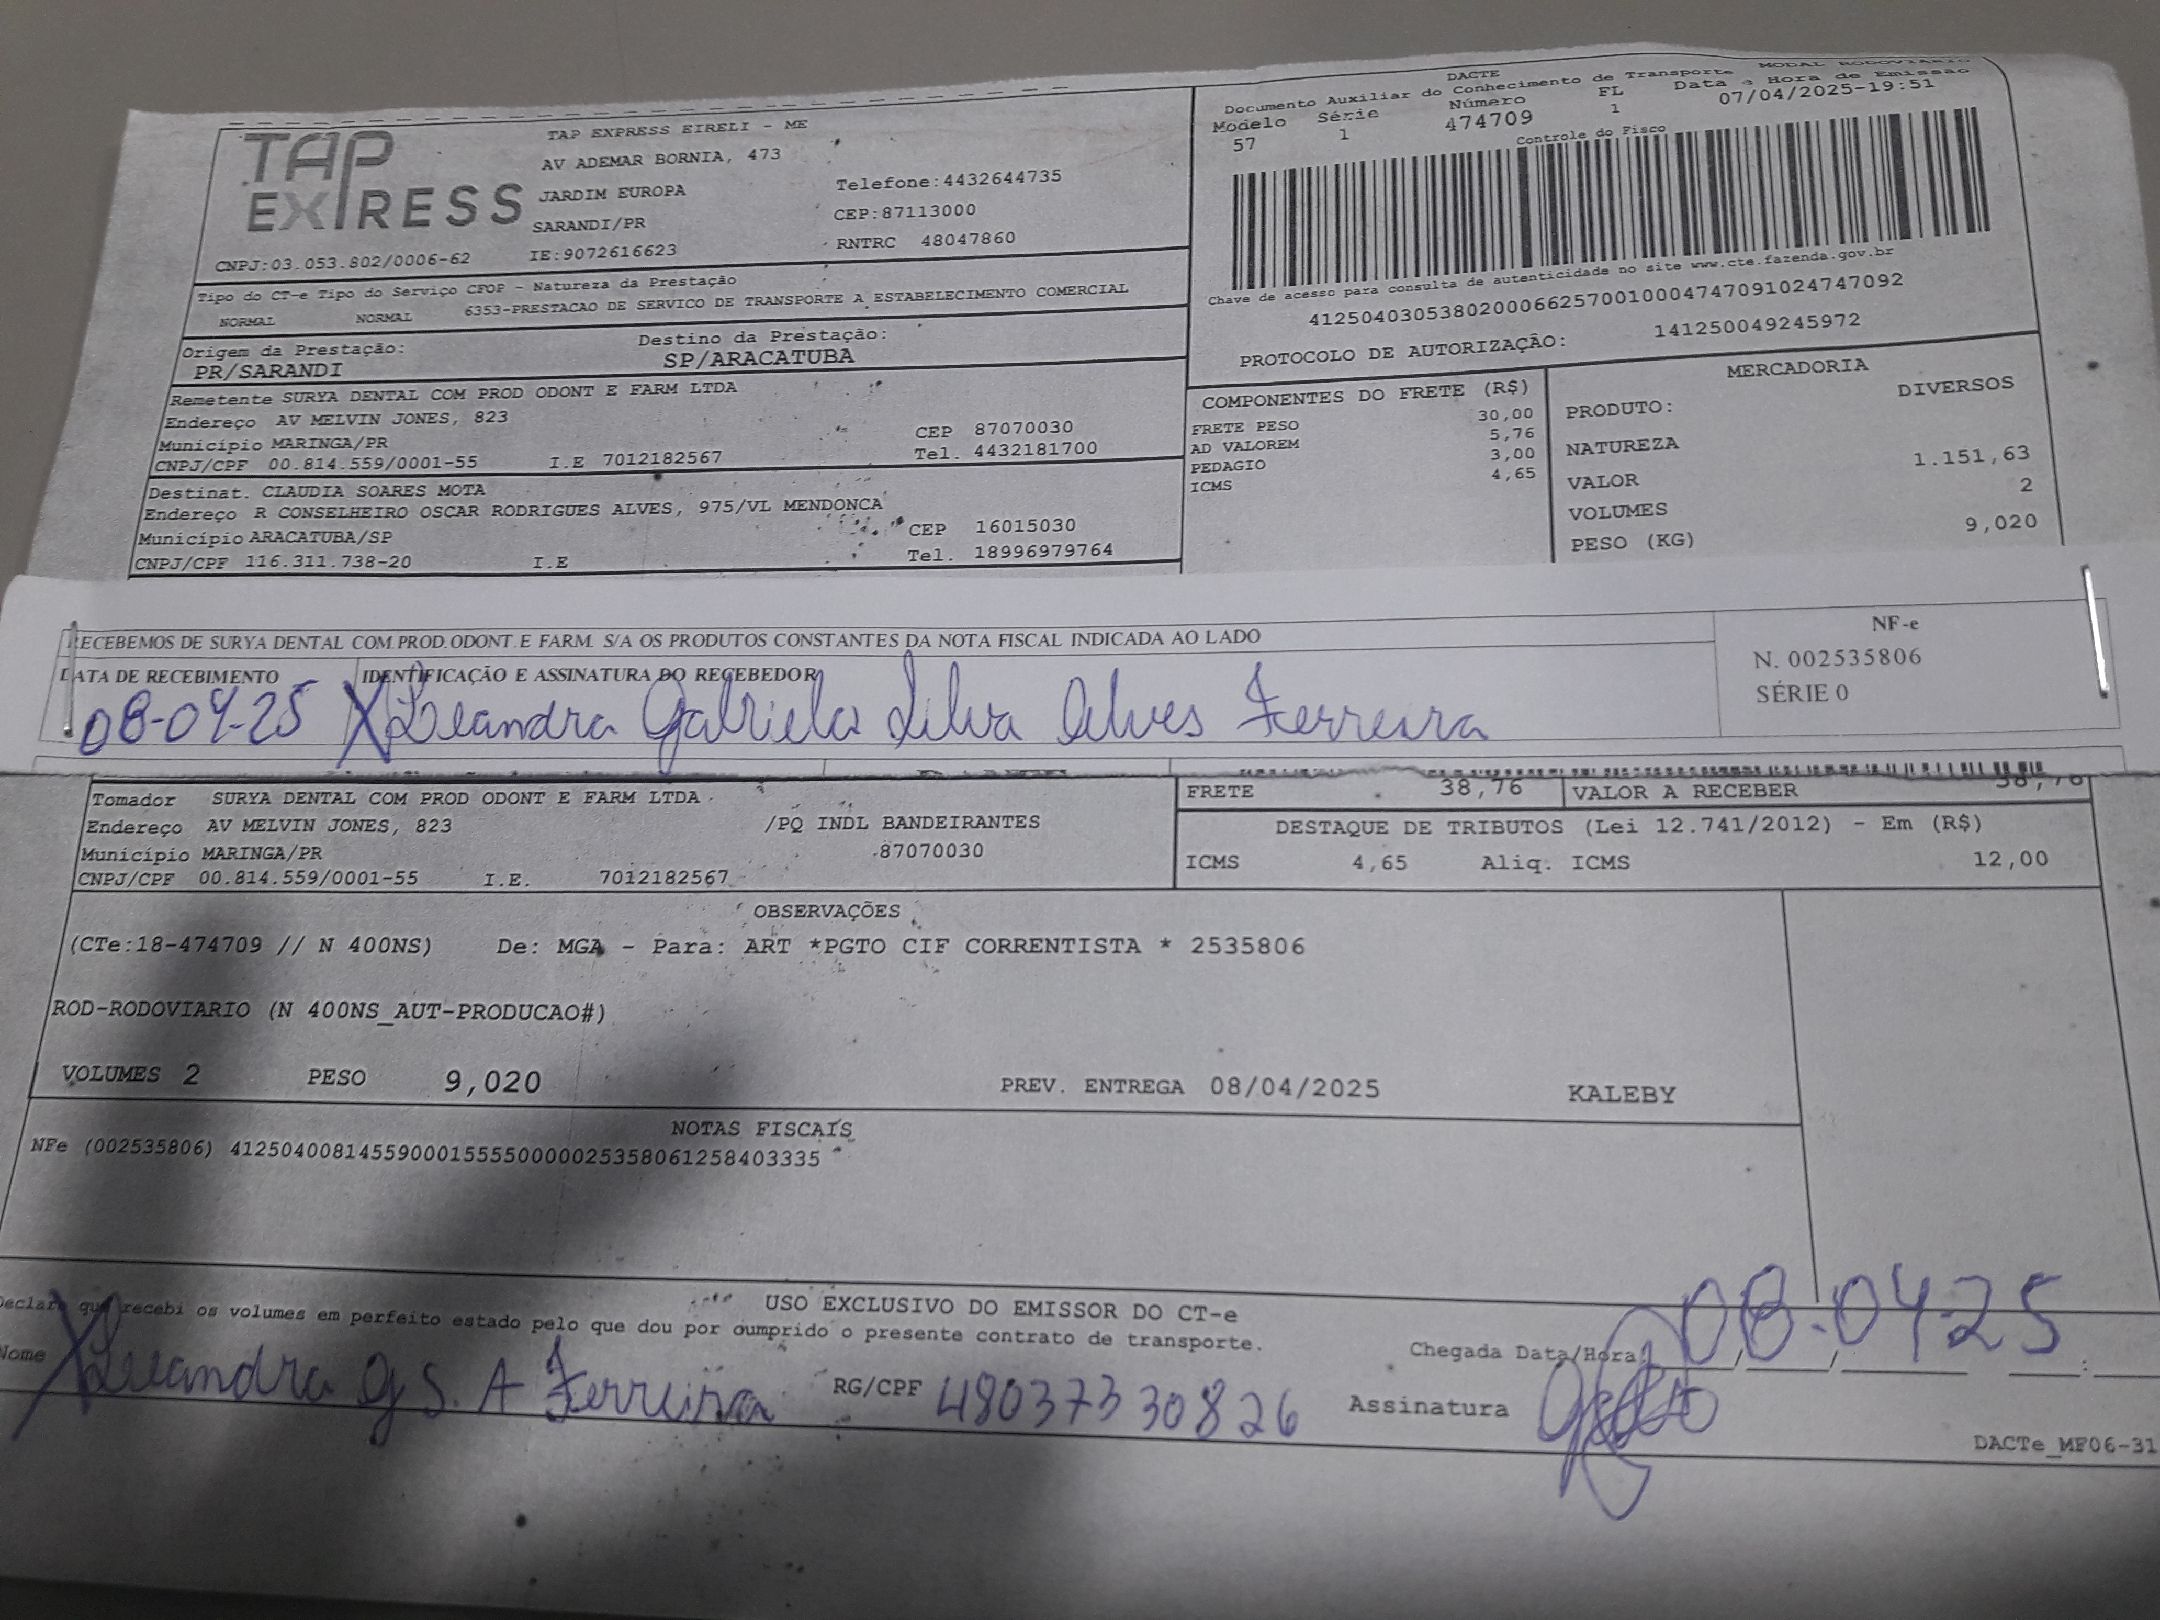 TAP EXPRESS
TAP EXPRESS EIRELI - ME
AV ADEMAR BORNIA, 473
JARDIM EUROPA Telefone:4432644735
SARANDI/PR CEP:87113000
CNPJ:03.053.802/0006-62 IE:9072616623 RNTRC 48047860
Tipo do CT-e Tipo do Serviço CFOP - Natureza da Prestação
NORMAL NORMAL 6353-PRESTACAO DE SERVICO DE TRANSPORTE A ESTABELECIMENTO COMERCIAL
Origem da Prestação: Destino da Prestação:
PR/SARANDI SP/ARACATUBA
Remetente SURYA DENTAL COM PROD ODONT E FARM LTDA
Endereço AV MELVIN JONES, 823
Município MARINGA/PR CEP 87070030
CNPJ/CPF 00.814.559/0001-55 I.E 7012182567 Tel. 4432181700
Destinat. CLAUDIA SOARES MOTA
Endereço R CONSELHEIRO OSCAR RODRIGUES ALVES, 975/VL MENDONCA
Município ARACATUBA/SP CEP 16015030
CNPJ/CPF 116.311.738-20 I.E Tel. 18996979764
DACTE MODAL RODOVIARIO
Documento Auxiliar do Conhecimento de Transporte
Modelo Série Número FL Data e Hora de Emissao
57 1 474709 1 07/04/2025-19:51
Controle do Fisco
Chave de acesso para consulta de autenticidade no site www.cte.fazenda.gov.br
41250403053802000662570010004747091024747092
PROTOCOLO DE AUTORIZAÇÃO: 141250049245972
COMPONENTES DO FRETE (R$)
FRETE PESO 30,00
AD VALOREM 5,76
PEDAGIO 3,00
ICMS 4,65
MERCADORIA
PRODUTO: DIVERSOS
NATUREZA
VALOR 1.151,63
VOLUMES 2
PESO (KG) 9,020
RECEBEMOS DE SURYA DENTAL COM.PROD.ODONT.E FARM. S/A OS PRODUTOS CONSTANTES DA NOTA FISCAL INDICADA AO LADO
NF-e
N. 002535806
SÉRIE 0
DATA DE RECEBIMENTO IDENTIFICAÇÃO E ASSINATURA DO RECEBEDOR
08-04-25 X Leandra Gabriela Silva Alves Ferreira
Tomador SURYA DENTAL COM PROD ODONT E FARM LTDA
Endereço AV MELVIN JONES, 823 /PQ INDL BANDEIRANTES
Município MARINGA/PR 87070030
CNPJ/CPF 00.814.559/0001-55 I.E. 7012182567
FRETE 38,76 VALOR A RECEBER 38,76
DESTAQUE DE TRIBUTOS (Lei 12.741/2012) - Em (R$)
ICMS 4,65 Aliq. ICMS 12,00
OBSERVAÇÕES
(CTe:18-474709 // N 400NS) De: MGA - Para: ART *PGTO CIF CORRENTISTA * 2535806
ROD-RODOVIARIO (N 400NS_AUT-PRODUCAO#)
VOLUMES 2 PESO 9,020 PREV. ENTREGA 08/04/2025 KALEBY
NOTAS FISCAIS
NFe (002535806) 41250400814559000155550000025358061258403335
USO EXCLUSIVO DO EMISSOR DO CT-e
Declaro que recebi os volumes em perfeito estado pelo que dou por cumprido o presente contrato de transporte.
Chegada Data/Hora: 08-04-25
Nome X Leandra G S. A Ferreira RG/CPF 48037330826 Assinatura
DACTe_MF06-31